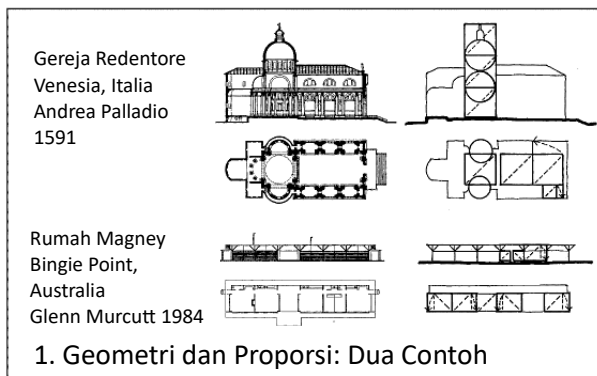 Gereja Redentore
Venesia, Italia
Andrea Palladio
1591
Rumah Magney
Bingie Point,
Australia
Glenn Murcutt 1984
1. Geometri dan Proporsi: Dua Contoh